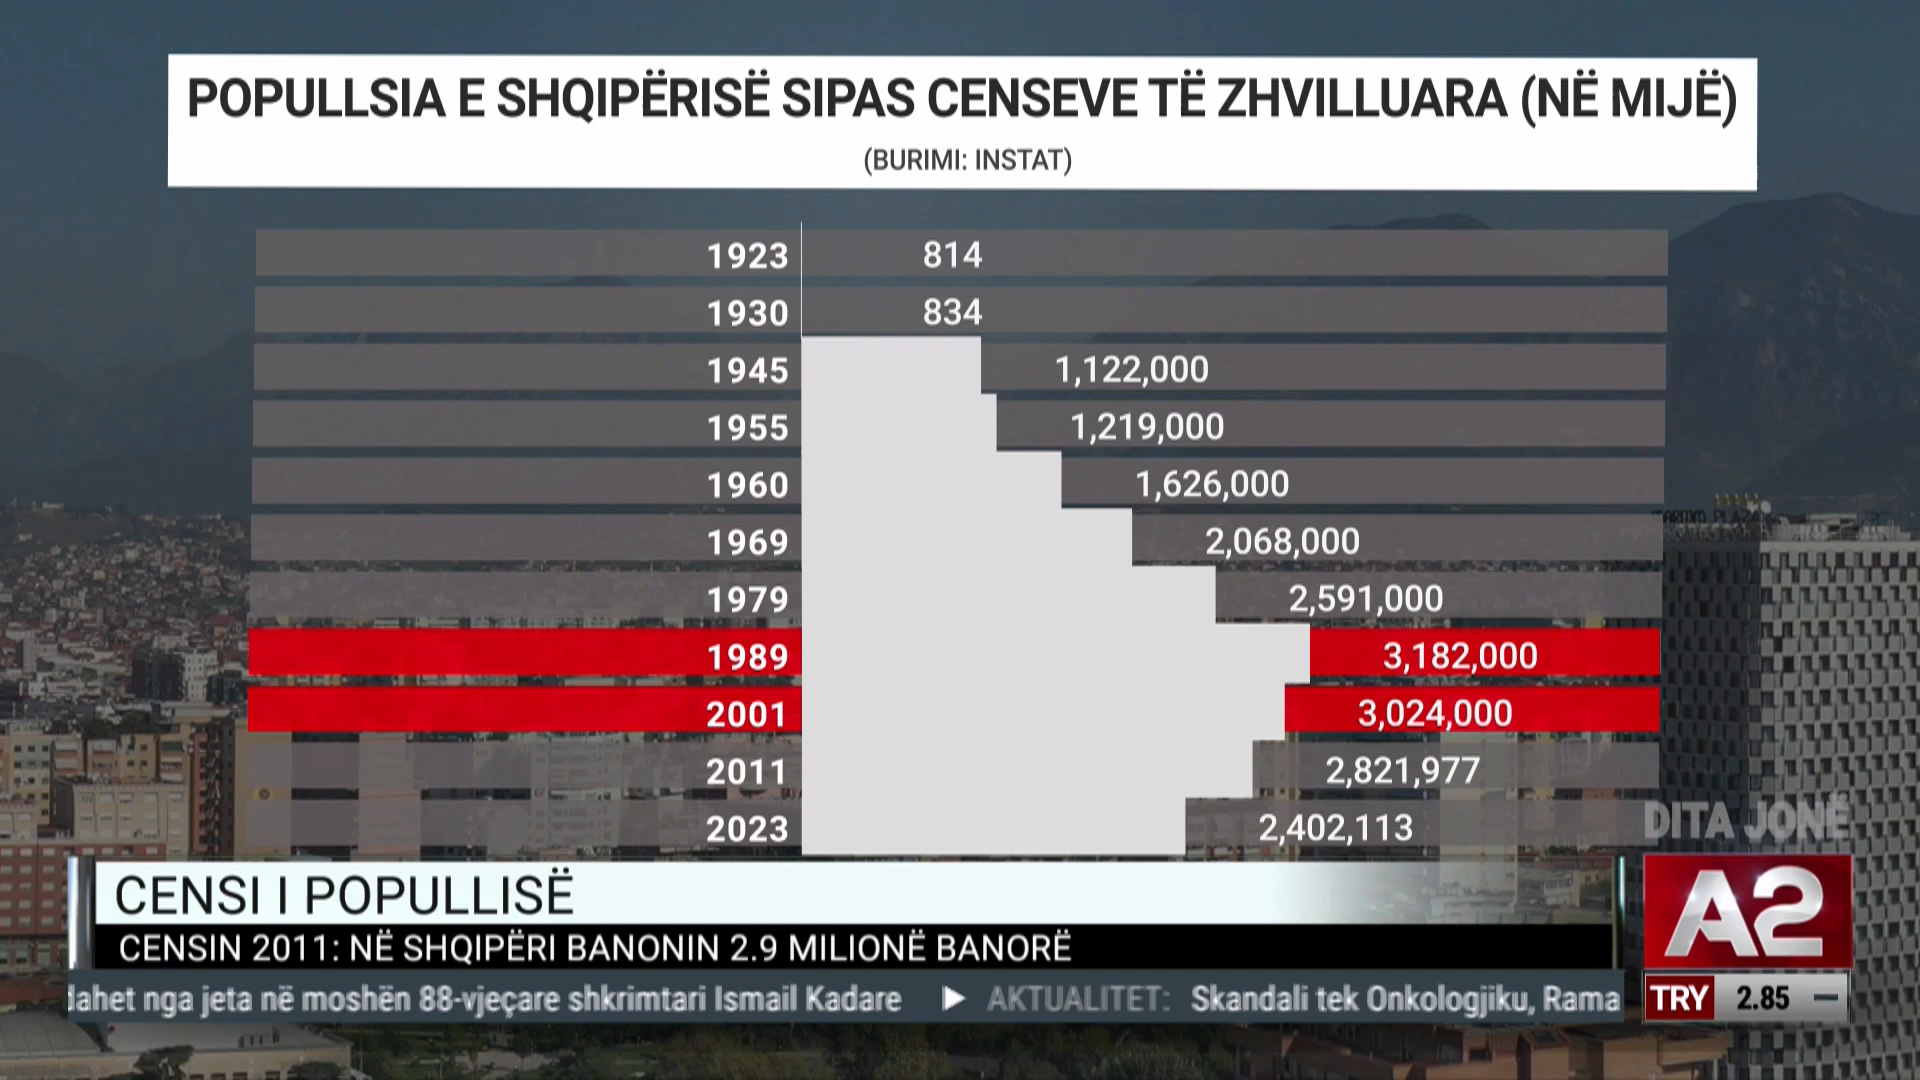 POPULLSIA E SHQIPËRISË SIPAS CENSEVE TË ZHVILLUARA (NË MIJË)
(BURIMI: INSTAT)
1923 814
1930 834
1945 1,122,000
1955 1,219,000
1960 1,626,000
1969 2,068,000
1979 2,591,000
1989 3,182,000
2001 3,024,000
2011 2,821,977
2023 2,402,113
DITA JONË
CENSI I POPULLISË
CENSIN 2011: NË SHQIPËRI BANONIN 2.9 MILIONË BANORË
A2
nga jeta në moshën 88-vjeçare shkrimtari Ismail Kadare ▶ AKTUALITET: Skandali tek Onkologjiku, Rama
TRY 2.85